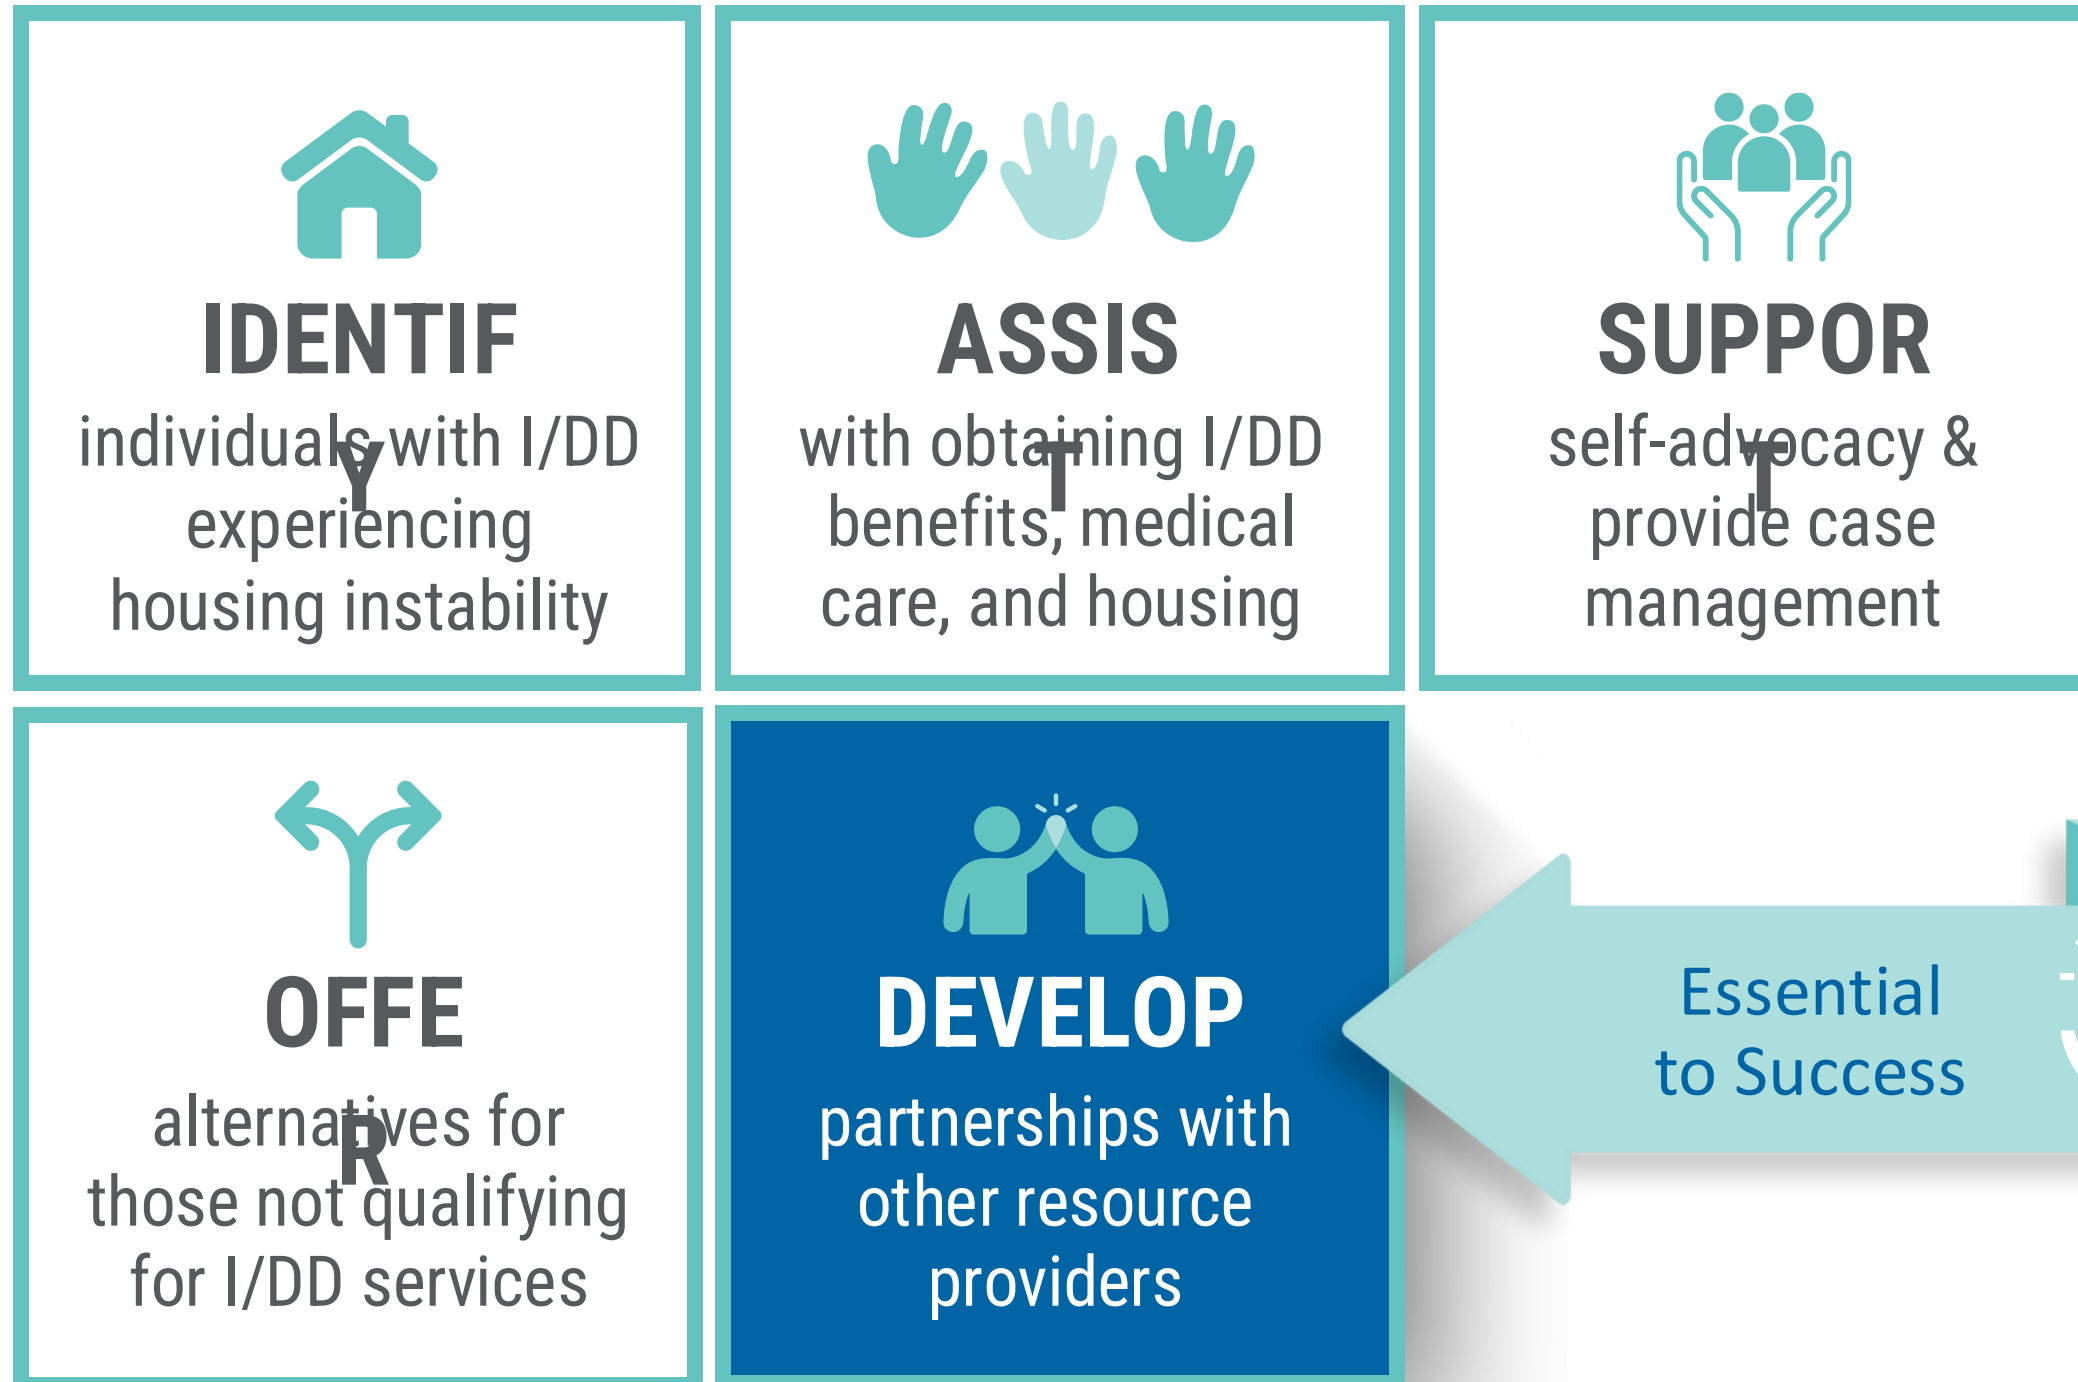 IDENTIF
Y
individuals with I/DD
experiencing
housing instability
ASSIS
T
with obtaining I/DD
benefits, medical
care, and housing
SUPPOR
T
self-advocacy &
provide case
management
OFFE
R
alternatives for
those not qualifying
for I/DD services
DEVELOP
partnerships with
other resource
providers
Essential
to Success